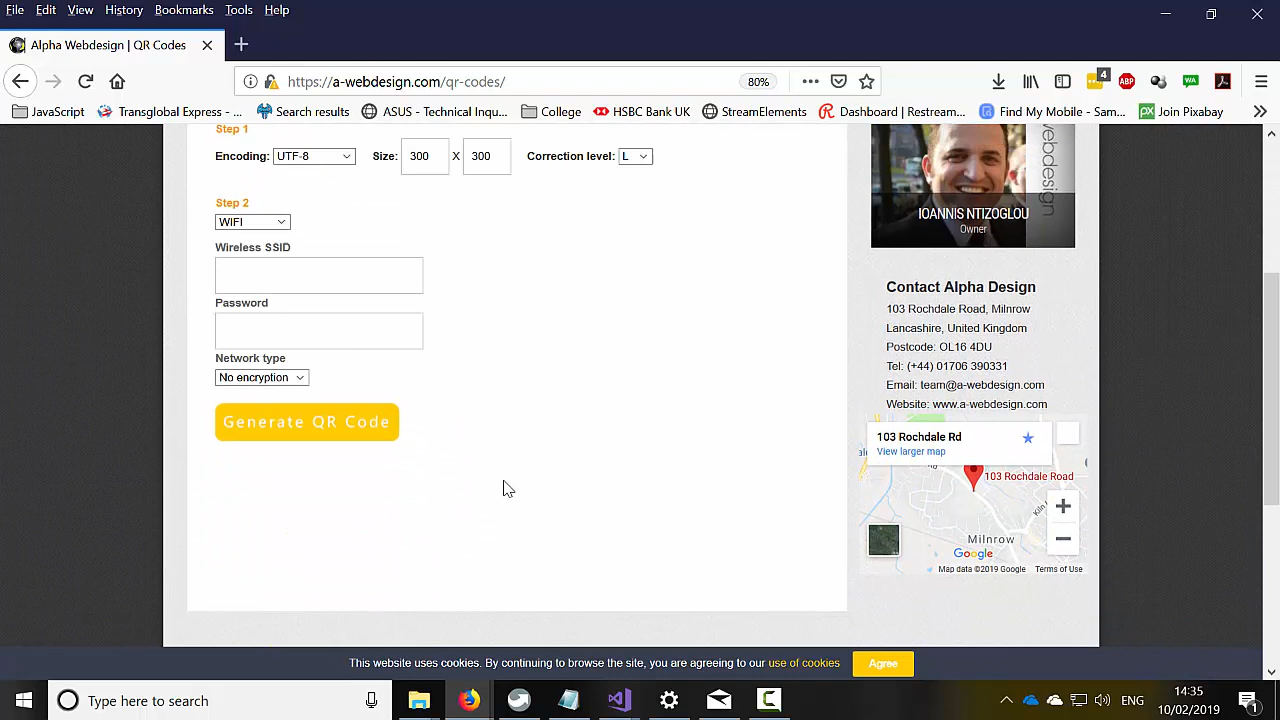 File Edit View History Bookmarks Tools Help
Alpha Webdesign | QR Codes
https://a-webdesign.com/qr-codes/ 80%
4 ABP WA
JavaScript Transglobal Express - ... Search results ASUS - Technical Inqu... College HSBC Bank UK StreamElements Dashboard | Restream... Find My Mobile - Sam... Join Pixabay
Step 1
Encoding: UTF-8 Size: 300 X 300 Correction level: L
Step 2
WIFI
Wireless SSID
Password
Network type
No encryption
Generate QR Code
webdesign
IOANNIS NTIZOGLOU
Owner
Contact Alpha Design
103 Rochdale Road, Milnrow
Lancashire, United Kingdom
Postcode: OL16 4DU
Tel: (+44) 01706 390331
Email: team@a-webdesign.com
Website: www.a-webdesign.com
103 Rochdale Rd
View larger map
103 Rochdale Road
Milnrow
Google
Map data ©2019 Google Terms of Use
This website uses cookies. By continuing to browse the site, you are agreeing to our use of cookies Agree
Type here to search
ENG
14:35
10/02/2019
1